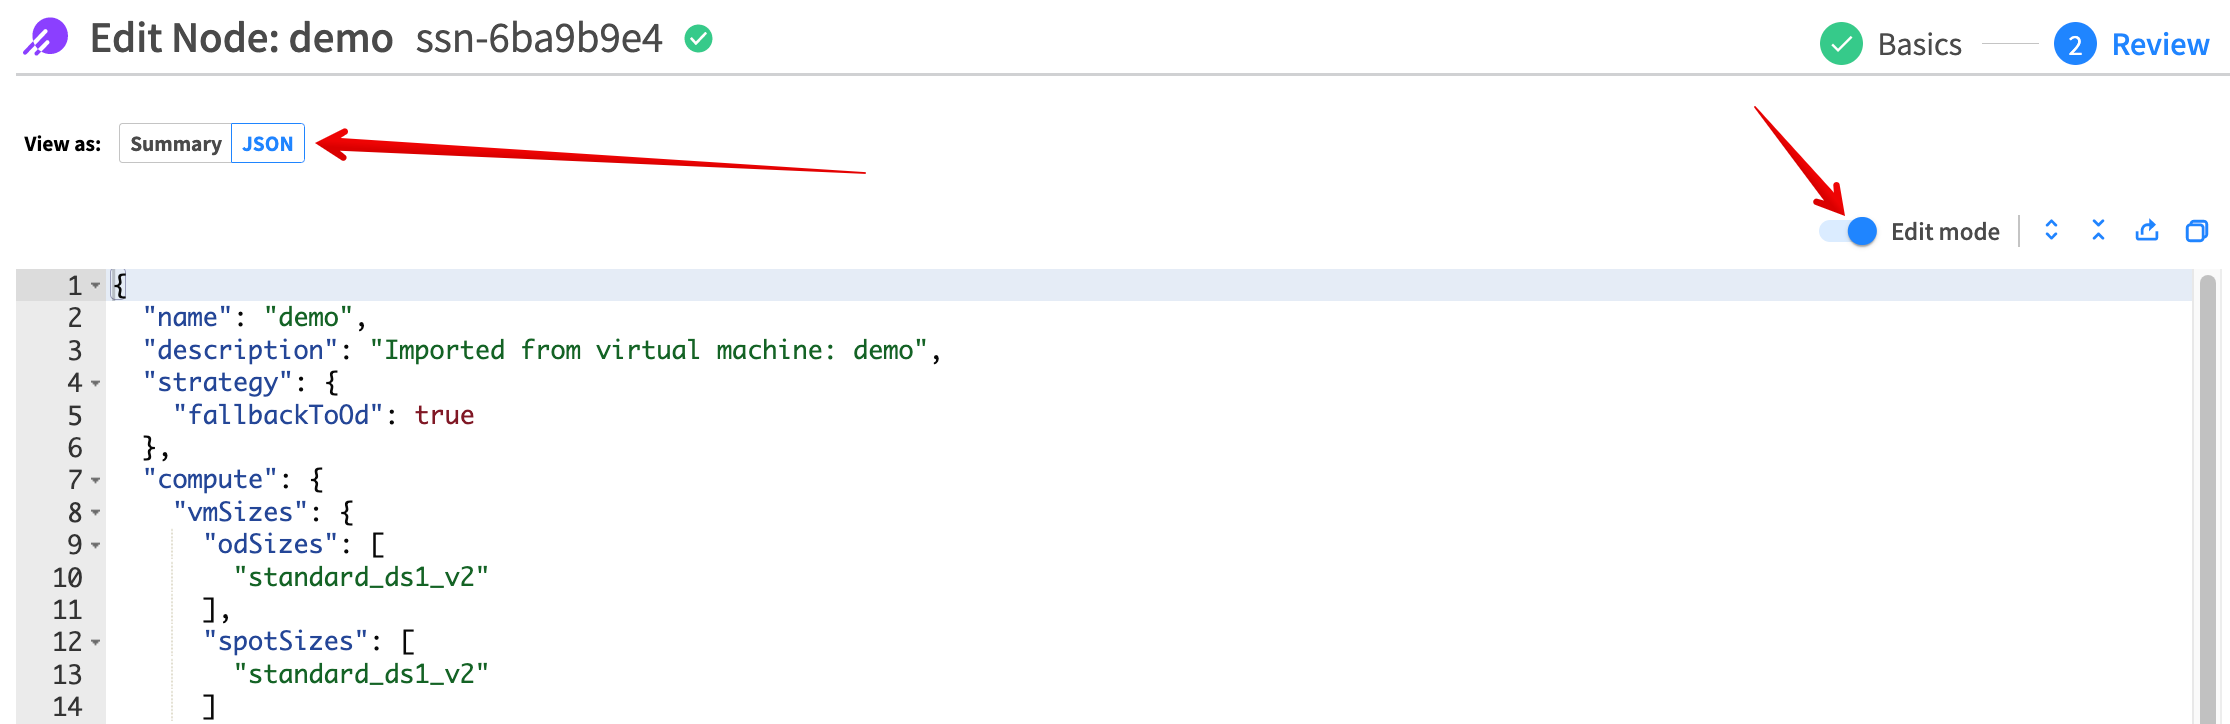 Edit Node: demo ssn-6ba9b9e4
Basics 2 Review
View as: Summary JSON
Edit mode
1 {
2 "name": "demo",
3 "description": "Imported from virtual machine: demo",
4 "strategy": {
5 "fallbackToOd": true
6 },
7 "compute": {
8 "vmSizes": {
9 "odSizes": [
10 "standard_ds1_v2"
11 ],
12 "spotSizes": [
13 "standard_ds1_v2"
14 ]